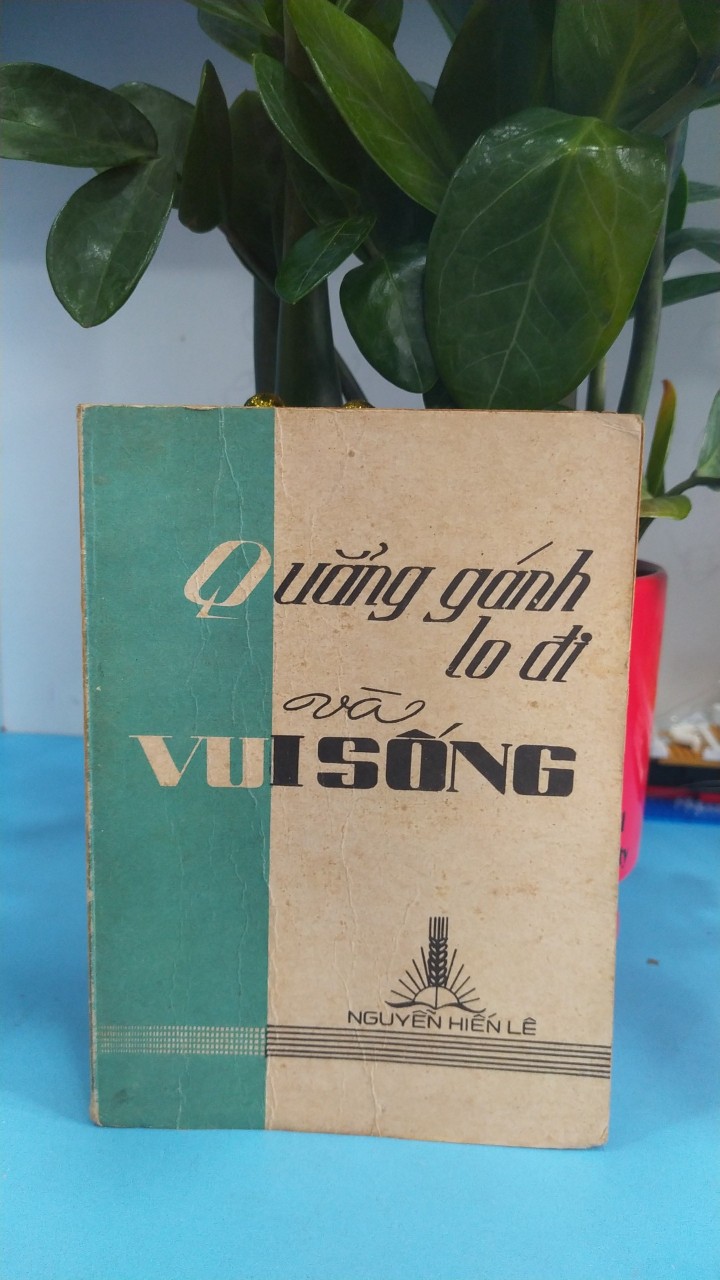 Quẳng gánh
lo đi
và
VUI SỐNG
NGUYỄN HIẾN LÊ